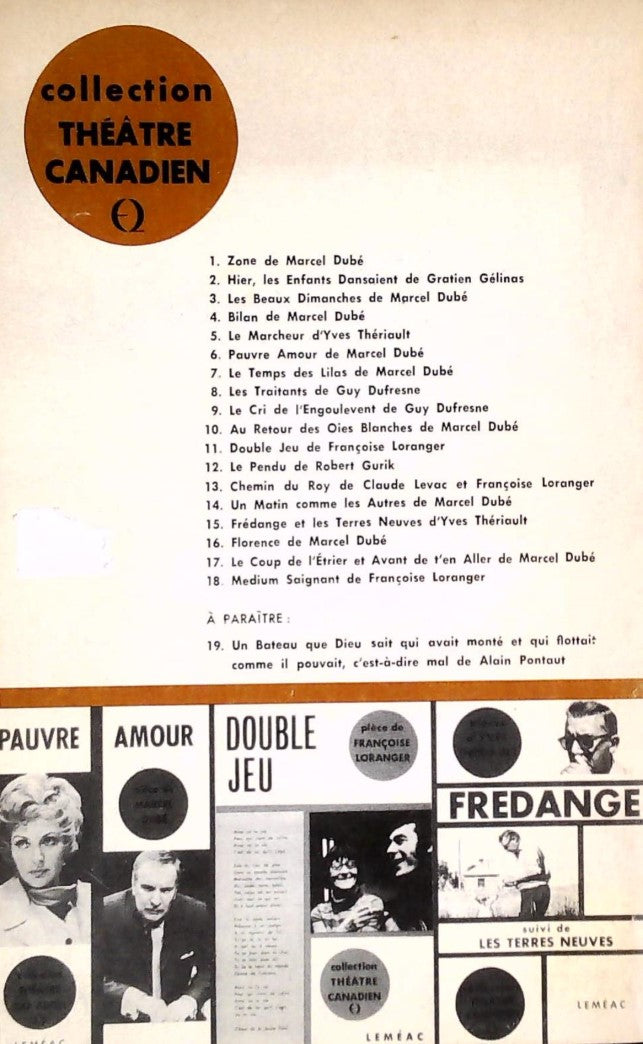 collection
THÉÂTRE
CANADIEN
1. Zone de Marcel Dubé
2. Hier, les Enfants Dansaient de Gratien Gélinas
3. Les Beaux Dimanches de Marcel Dubé
4. Bilan de Marcel Dubé
5. Le Marcheur d'Yves Thériault
6. Pauvre Amour de Marcel Dubé
7. Le Temps des Lilas de Marcel Dubé
8. Les Traitants de Guy Dufresne
9. Le Cri de l'Engoulevent de Guy Dufresne
10. Au Retour des Oies Blanches de Marcel Dubé
11. Double Jeu de Françoise Loranger
12. Le Pendu de Robert Gurik
13. Chemin du Roy de Claude Levac et Françoise Loranger
14. Un Matin comme les Autres de Marcel Dubé
15. Frédange et les Terres Neuves d'Yves Thériault
16. Florence de Marcel Dubé
17. Le Coup de l'Étrier et Avant de t'en Aller de Marcel Dubé
18. Medium Saignant de Françoise Loranger
À PARAÎTRE :
19. Un Bateau que Dieu sait qui avait monté et qui flottait
comme il pouvait, c'est-à-dire mal de Alain Pontaut
PAUVRE AMOUR
pièce de
MARCEL
DUBÉ
DOUBLE
JEU
pièce de
FRANÇOISE
LORANGER
collection
THÉÂTRE
CANADIEN
LEMÉAC
FREDANGE
suivi de
LES TERRES NEUVES
LEMÉAC
LEMÉAC